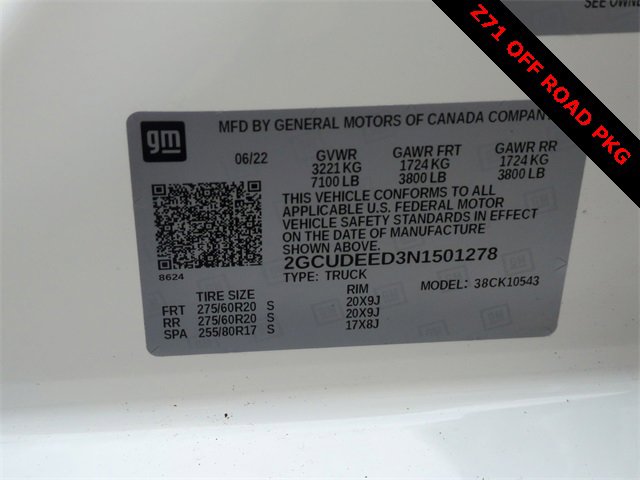 SEE OWNE
Z71 OFF ROAD PKG
gm
MFD BY GENERAL MOTORS OF CANADA COMPANY
06/22 GVWR GAWR FRT GAWR RR
3221 KG 1724 KG 1724 KG
7100 LB 3800 LB 3800 LB
THIS VEHICLE CONFORMS TO ALL
APPLICABLE U.S. FEDERAL MOTOR
VEHICLE SAFETY STANDARDS IN EFFECT
ON THE DATE OF MANUFACTURE
SHOWN ABOVE.
8624
2GCUDEED3N1501278
TYPE: TRUCK MODEL: 38CK10543
TIRE SIZE RIM
FRT 275/60R20 S 20X9J
RR 275/60R20 S 20X9J
SPA 255/80R17 S 17X8J